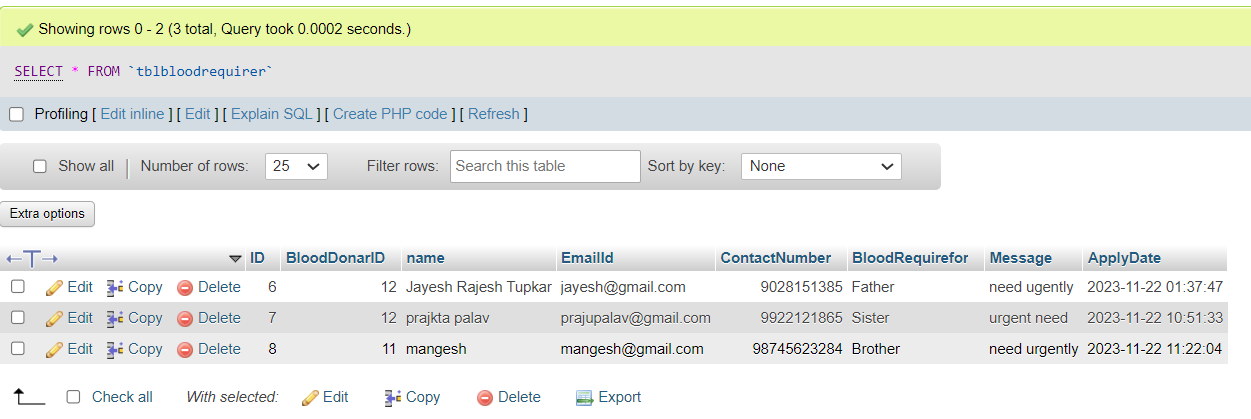 Showing rows 0 - 2 (3 total, Query took 0.0002 seconds.)
SELECT * FROM `tblbloodrequirer`
Profiling [ Edit inline ] [ Edit ] [ Explain SQL ] [ Create PHP code ] [ Refresh ]
Show all Number of rows: 25 Filter rows: Search this table Sort by key: None
Extra options
ID BloodDonarID name EmailId ContactNumber BloodRequirefor Message ApplyDate
Edit Copy Delete 6 12 Jayesh Rajesh Tupkar jayesh@gmail.com 9028151385 Father need ugently 2023-11-22 01:37:47
Edit Copy Delete 7 12 prajkta palav prajupalav@gmail.com 9922121865 Sister urgent need 2023-11-22 10:51:33
Edit Copy Delete 8 11 mangesh mangesh@gmail.com 98745623284 Brother need urgently 2023-11-22 11:22:04
Check all With selected: Edit Copy Delete Export